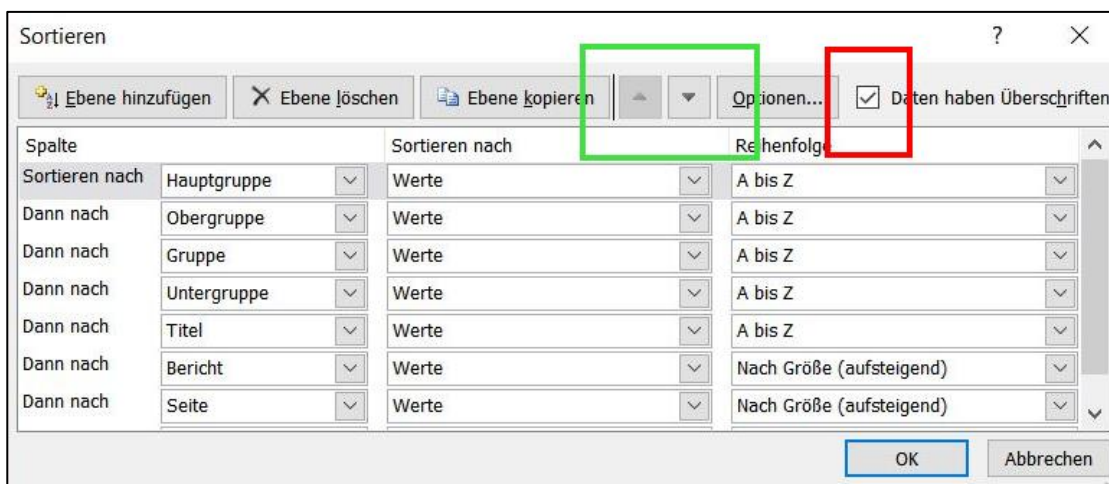 Sortieren
Ebene hinzufügen Ebene löschen Ebene kopieren Optionen... Daten haben Überschriften
Spalte Sortieren nach Reihenfolge
Sortieren nach Hauptgruppe Werte A bis Z
Dann nach Obergruppe Werte A bis Z
Dann nach Gruppe Werte A bis Z
Dann nach Untergruppe Werte A bis Z
Dann nach Titel Werte A bis Z
Dann nach Bericht Werte Nach Größe (aufsteigend)
Dann nach Seite Werte Nach Größe (aufsteigend)
OK Abbrechen